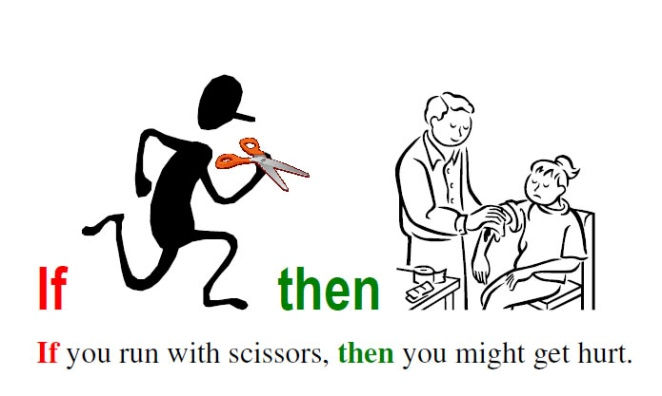 If then
If you run with scissors, then you might get hurt.